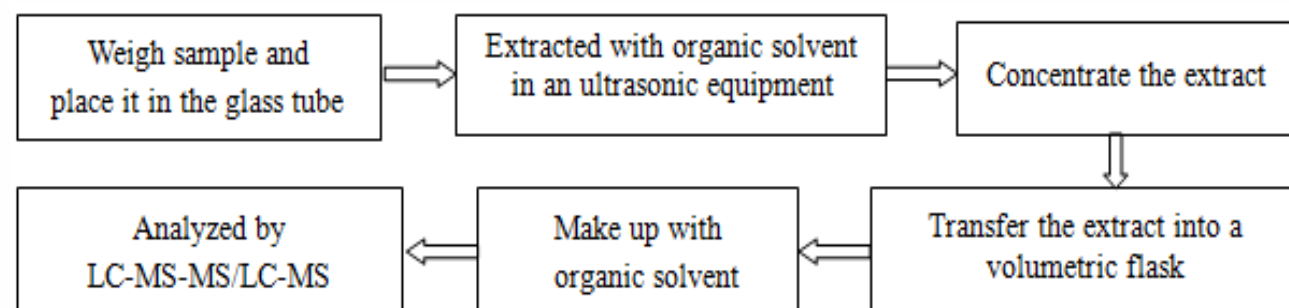 Weigh sample and
place it in the glass tube
Extracted with organic solvent
in an ultrasonic equipment
Concentrate the extract
Transfer the extract into a
volumetric flask
Make up with
organic solvent
Analyzed by
LC-MS-MS/LC-MS